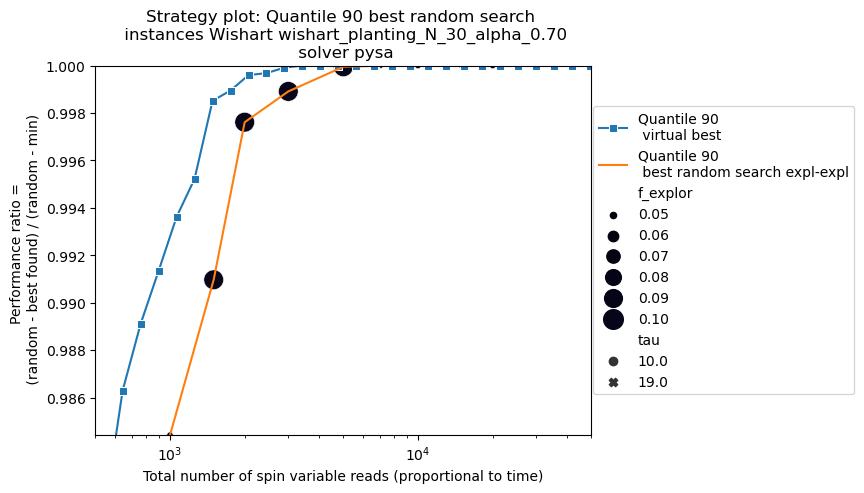 Strategy plot: Quantile 90 best random search
instances Wishart wishart_planting_N_30_alpha_0.70
solver pysa
1.000
0.998
0.996
0.994
0.992
0.990
0.988
0.986
Performance ratio =
(random - best found) / (random - min)
10³
10⁴
Total number of spin variable reads (proportional to time)
Quantile 90
virtual best
Quantile 90
best random search expl-expl
f_explor
0.05
0.06
0.07
0.08
0.09
0.10
tau
10.0
19.0